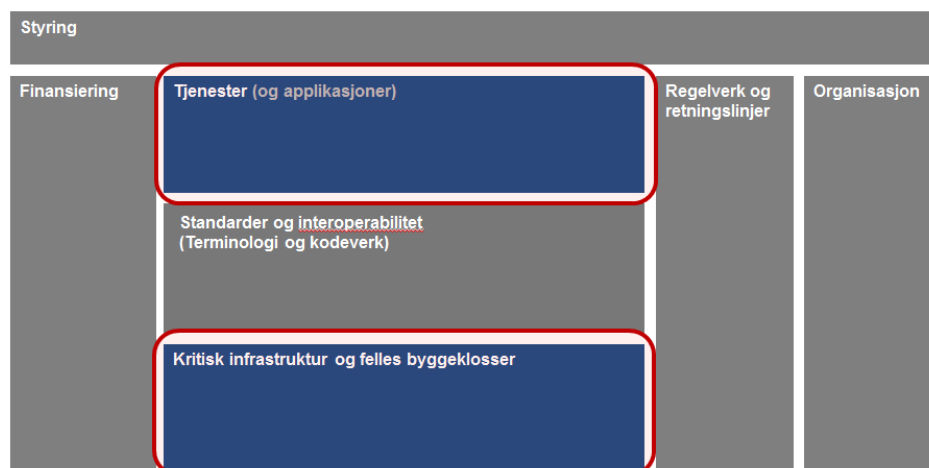 Styring
Finansiering
Tjenester (og applikasjoner)
Regelverk og
retningslinjer
Organisasjon
Standarder og interoperabilitet
(Terminologi og kodeverk)
Kritisk infrastruktur og felles byggeklosser